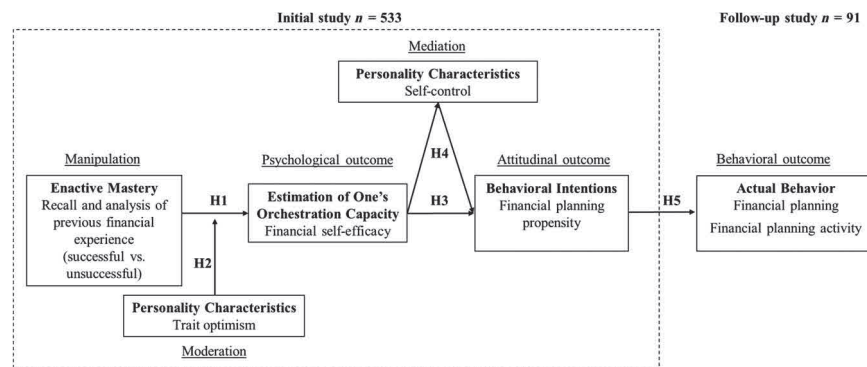 Initial study n = 533
Follow-up study n = 91
Mediation
Personality Characteristics
Self-control
Manipulation
Psychological outcome
H4
Attitudinal outcome
Behavioral outcome
Enactive Mastery
Recall and analysis of
previous financial
experience
(successful vs.
unsuccessful)
H1
Estimation of One's
Orchestration Capacity
Financial self-efficacy
H3
Behavioral Intentions
Financial planning
propensity
H5
Actual Behavior
Financial planning
Financial planning activity
H2
Personality Characteristics
Trait optimism
Moderation